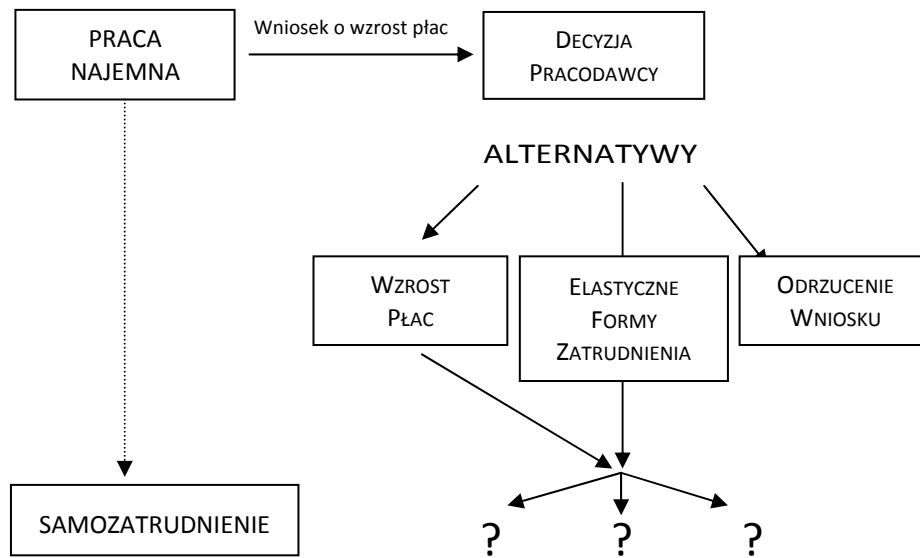 PRACA
NAJEMNA
Wniosek o wzrost płac
DECYZJA
PRACODAWCY
ALTERNATYWY
WZROST
PŁAC
ELASTYCZNE
FORMY
ZATRUDNIENIA
ODRZUCENIE
WNIOSKU
SAMOZATRUDNIENIE
? ? ?